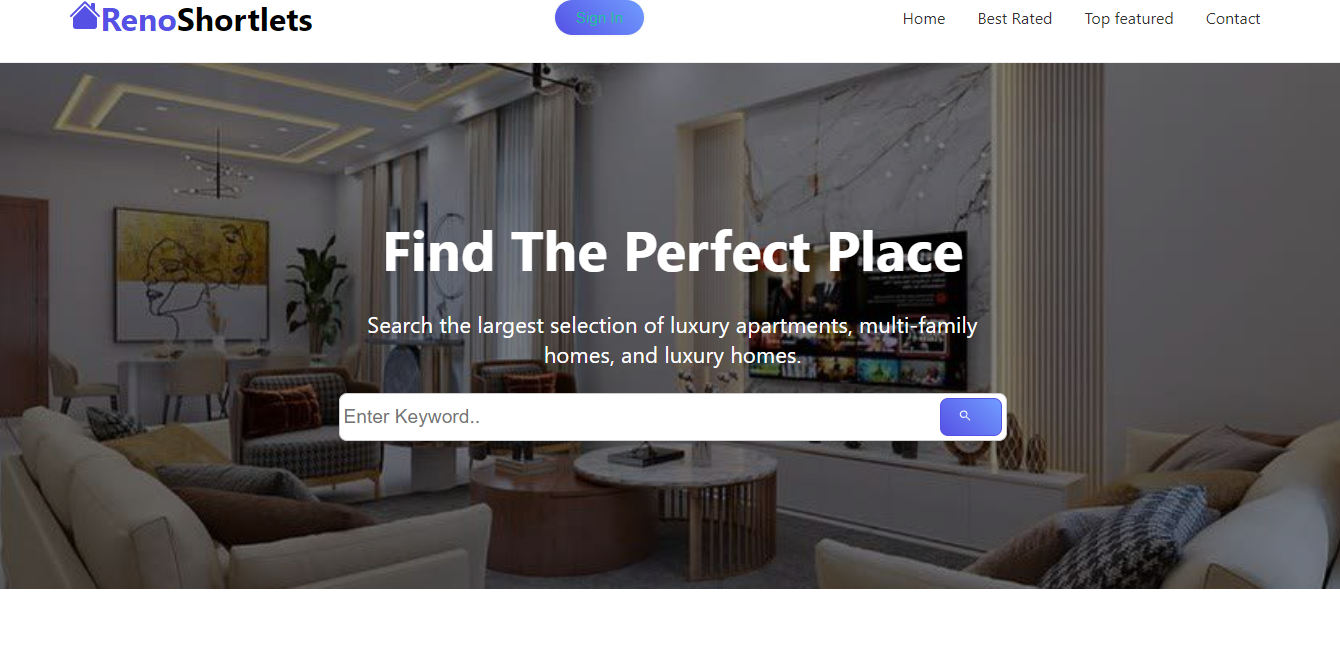 RenoShortlets
Sign In
Home
Best Rated
Top featured
Contact
Find The Perfect Place
Search the largest selection of luxury apartments, multi-family
homes, and luxury homes.
Enter Keyword..